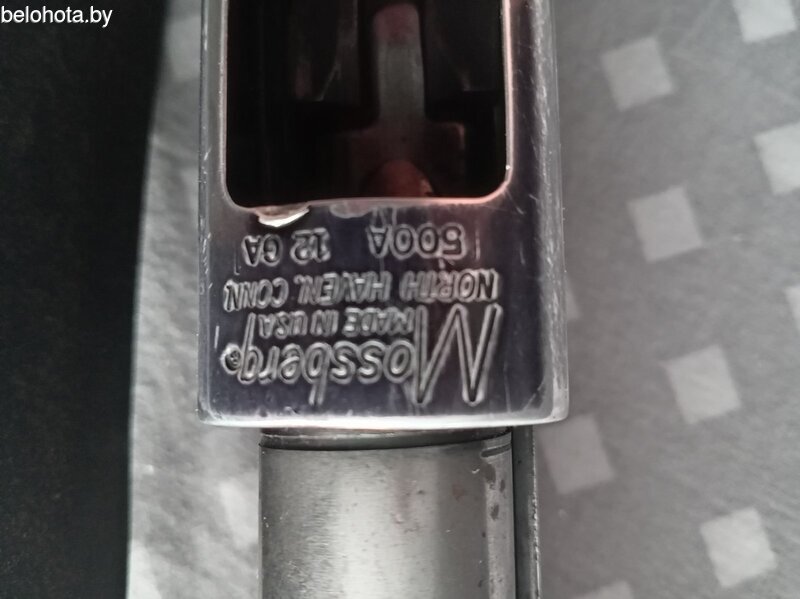 belohota.by
Mossberg®
MADE IN USA
NORTH HAVEN, CONN.
500A 12 GA